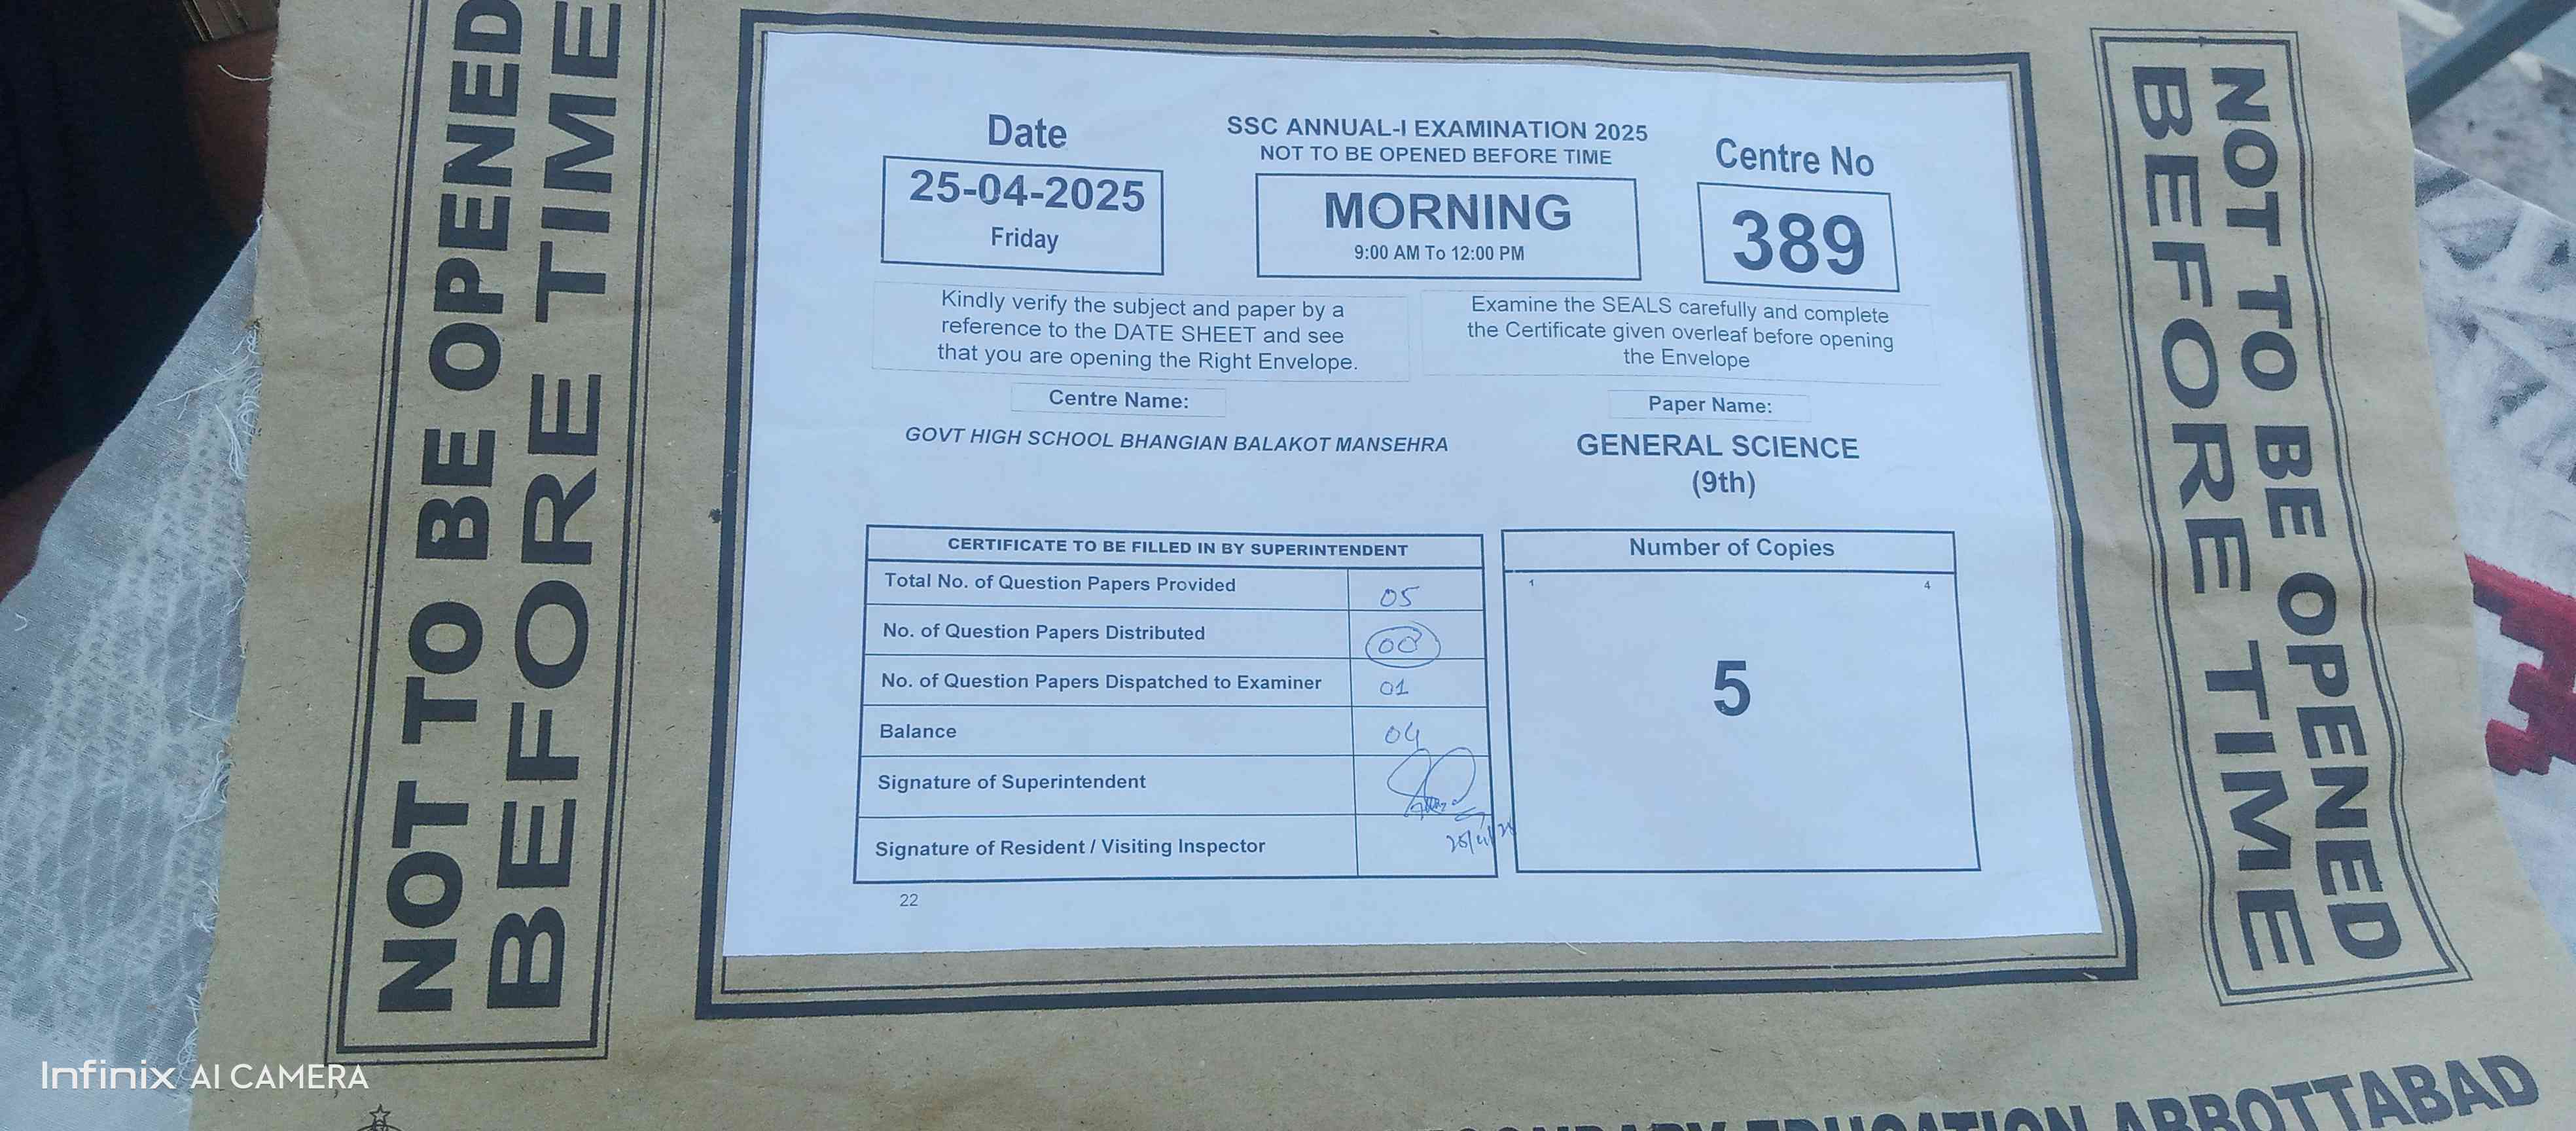 NOT TO BE OPENED
BEFORE TIME
Date
25-04-2025
Friday
SSC ANNUAL-I EXAMINATION 2025
NOT TO BE OPENED BEFORE TIME
MORNING
9:00 AM To 12:00 PM
Centre No
389
Kindly verify the subject and paper by a
reference to the DATE SHEET and see
that you are opening the Right Envelope.
Examine the SEALS carefully and complete
the Certificate given overleaf before opening
the Envelope
Centre Name:
GOVT HIGH SCHOOL BHANGIAN BALAKOT MANSEHRA
Paper Name:
GENERAL SCIENCE
(9th)
CERTIFICATE TO BE FILLED IN BY SUPERINTENDENT
Total No. of Question Papers Provided 05
No. of Question Papers Distributed 00
No. of Question Papers Dispatched to Examiner 01
Balance 04
Signature of Superintendent
Signature of Resident / Visiting Inspector
Number of Copies
1 4
5
22
NOT TO BE OPENED
BEFORE TIME
EDUCATION ABBOTTABAD
Infinix AI CAMERA